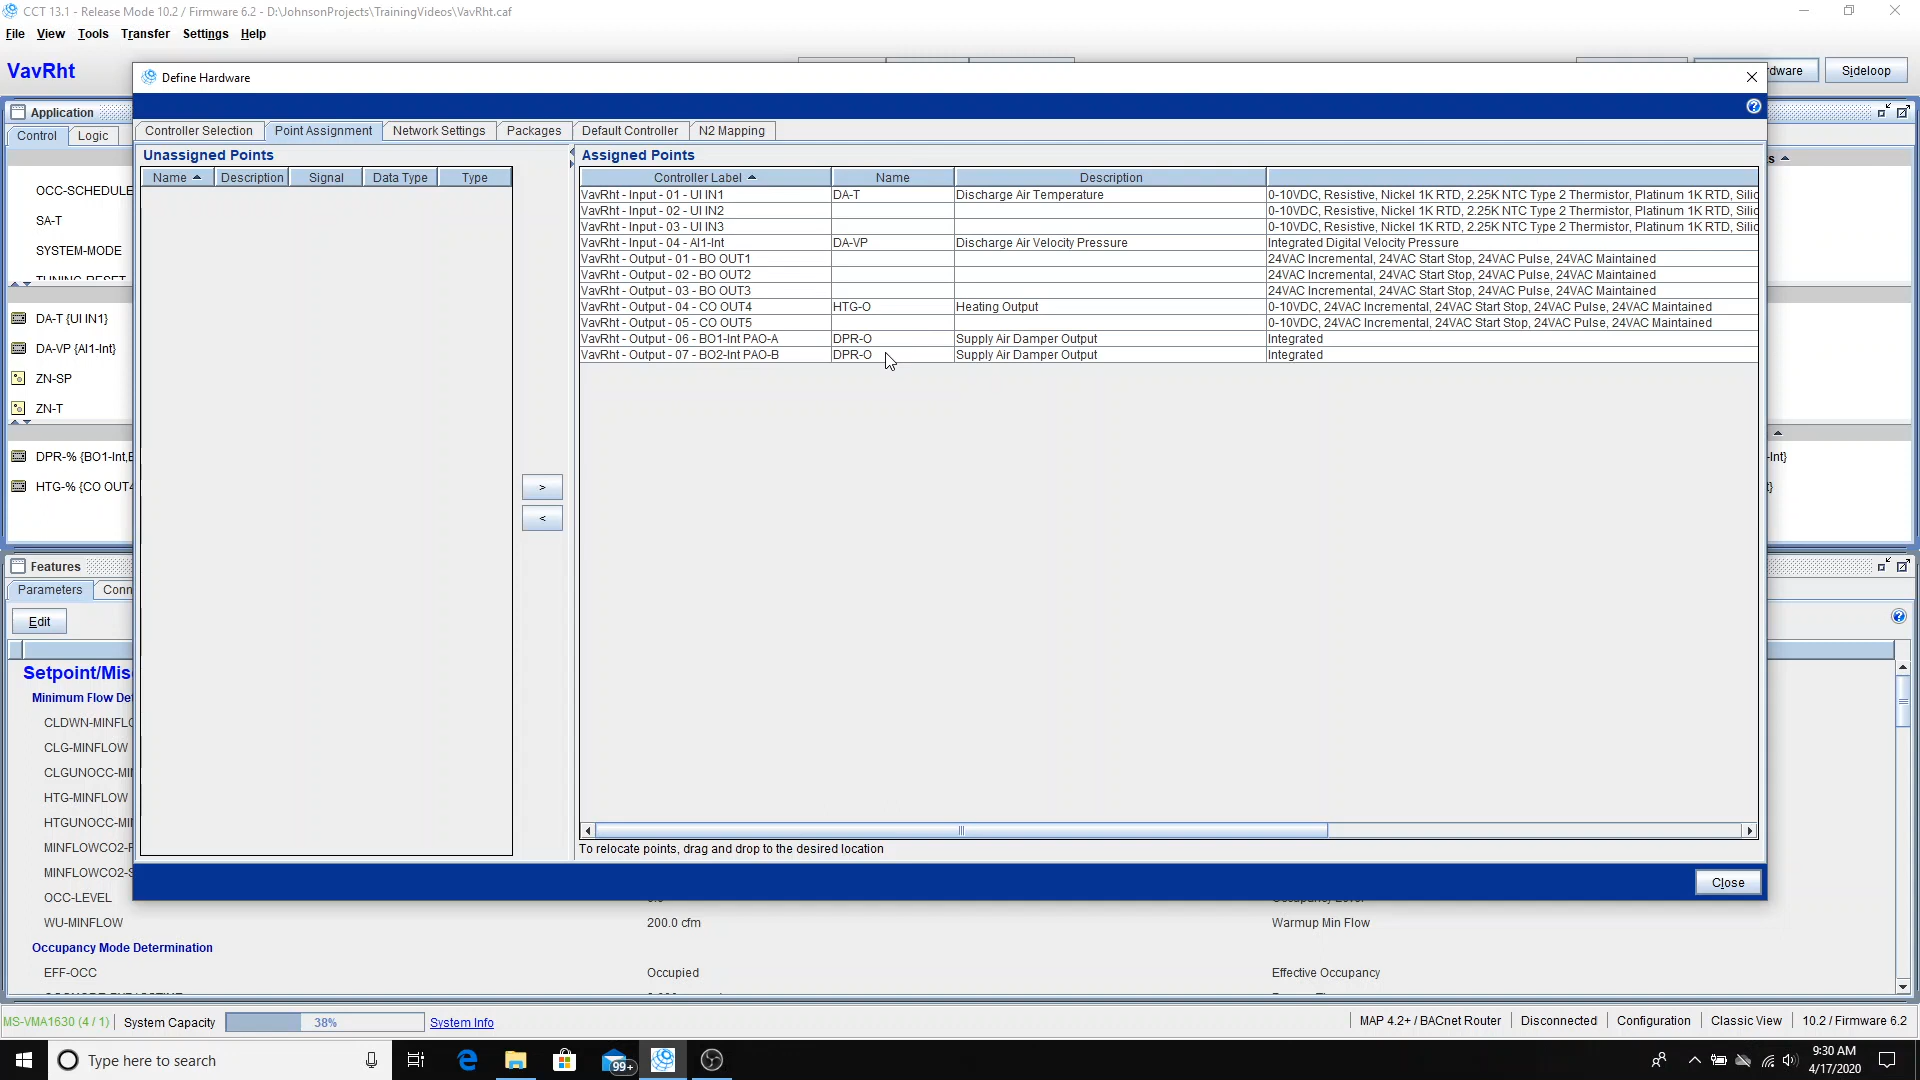 CCT 13.1 - Release Mode 10.2 / Firmware 6.2 - D:\JohnsonProjects\TrainingVideos\VavRht.caf
File View Tools Transfer Settings Help
VavRht
dware Sideloop
Define Hardware
Application
Control Logic
Controller Selection Point Assignment Network Settings Packages Default Controller N2 Mapping
Unassigned Points
Name Description Signal Data Type Type
Assigned Points
Controller Label Name Description
VavRht - Input - 01 - UI IN1 DA-T Discharge Air Temperature 0-10VDC, Resistive, Nickel 1K RTD, 2.25K NTC Type 2 Thermistor, Platinum 1K RTD, Silic
VavRht - Input - 02 - UI IN2 0-10VDC, Resistive, Nickel 1K RTD, 2.25K NTC Type 2 Thermistor, Platinum 1K RTD, Silic
VavRht - Input - 03 - UI IN3 0-10VDC, Resistive, Nickel 1K RTD, 2.25K NTC Type 2 Thermistor, Platinum 1K RTD, Silic
VavRht - Input - 04 - AI1-Int DA-VP Discharge Air Velocity Pressure Integrated Digital Velocity Pressure
VavRht - Output - 01 - BO OUT1 24VAC Incremental, 24VAC Start Stop, 24VAC Pulse, 24VAC Maintained
VavRht - Output - 02 - BO OUT2 24VAC Incremental, 24VAC Start Stop, 24VAC Pulse, 24VAC Maintained
VavRht - Output - 03 - BO OUT3 24VAC Incremental, 24VAC Start Stop, 24VAC Pulse, 24VAC Maintained
VavRht - Output - 04 - CO OUT4 HTG-O Heating Output 0-10VDC, 24VAC Incremental, 24VAC Start Stop, 24VAC Pulse, 24VAC Maintained
VavRht - Output - 05 - CO OUT5 0-10VDC, 24VAC Incremental, 24VAC Start Stop, 24VAC Pulse, 24VAC Maintained
VavRht - Output - 06 - BO1-Int PAO-A DPR-O Supply Air Damper Output Integrated
VavRht - Output - 07 - BO2-Int PAO-B DPR-O Supply Air Damper Output Integrated
OCC-SCHEDULE
SA-T
SYSTEM-MODE
DA-T {UI IN1}
DA-VP {AI1-Int}
ZN-SP
ZN-T
DPR-% {BO1-Int,
HTG-% {CO OUT4
s
-Int}
>
<
To relocate points, drag and drop to the desired location
Close
Features
Parameters Conn
Edit
Setpoint/Mis
Minimum Flow De
CLDWN-MINFLO
CLG-MINFLOW
CLGUNOCC-MI
HTG-MINFLOW
HTGUNOCC-MI
MINFLOWCO2-
MINFLOWCO2-S
OCC-LEVEL
WU-MINFLOW 200.0 cfm Warmup Min Flow
Occupancy Mode Determination
EFF-OCC Occupied Effective Occupancy
MS-VMA1630 (4 / 1) System Capacity 38% System Info MAP 4.2+ / BACnet Router Disconnected Configuration Classic View 10.2 / Firmware 6.2
Type here to search 99+ 9:30 AM
4/17/2020